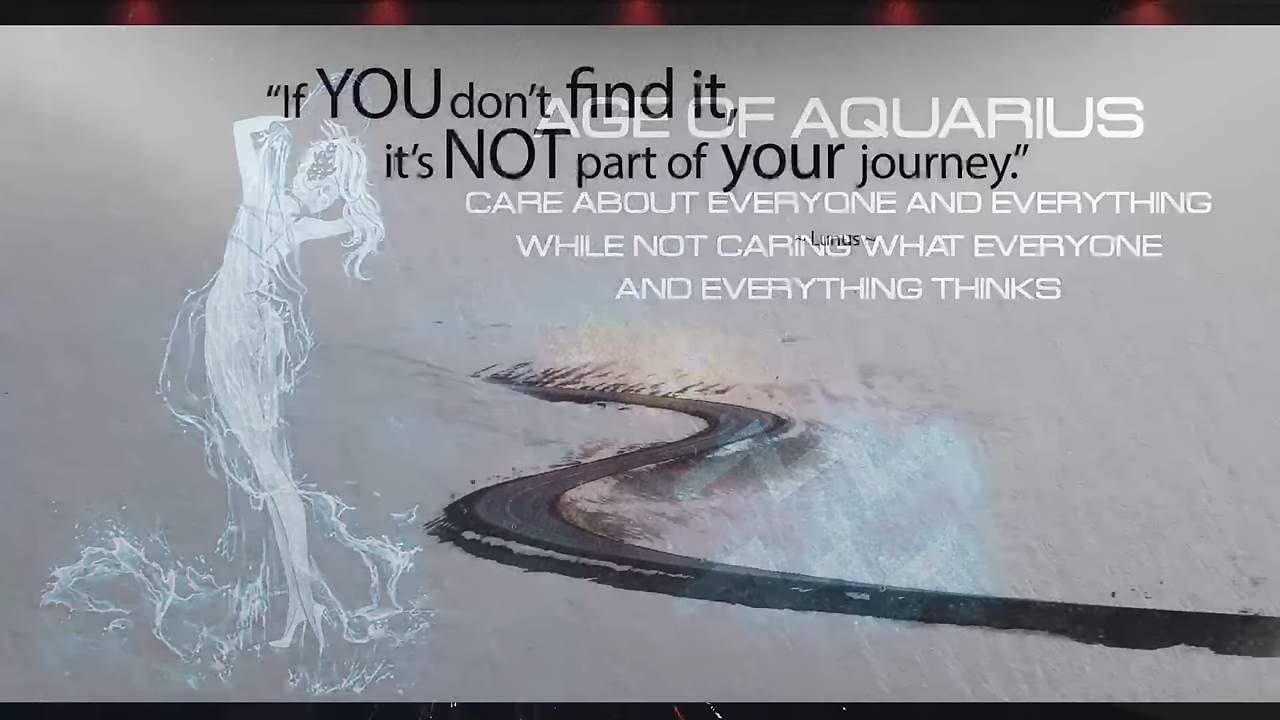 “If YOU don’t find it,
it’s NOT part of your journey.”
~ Lunus ~
AGE OF AQUARIUS
CARE ABOUT EVERYONE AND EVERYTHING
WHILE NOT CARING WHAT EVERYONE
AND EVERYTHING THINKS